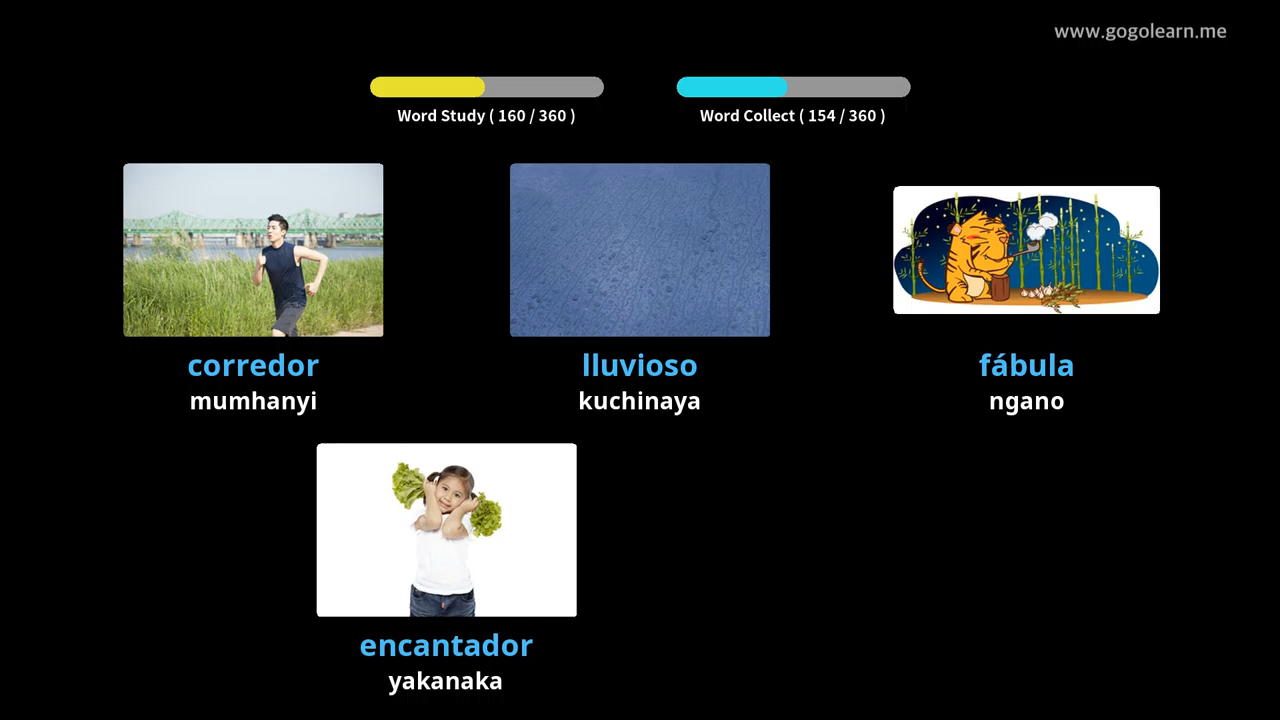 www.gogolearn.me
Word Study ( 160 / 360 )
Word Collect ( 154 / 360 )
corredor
mumhanyi
lluvioso
kuchinaya
fábula
ngano
encantador
yakanaka